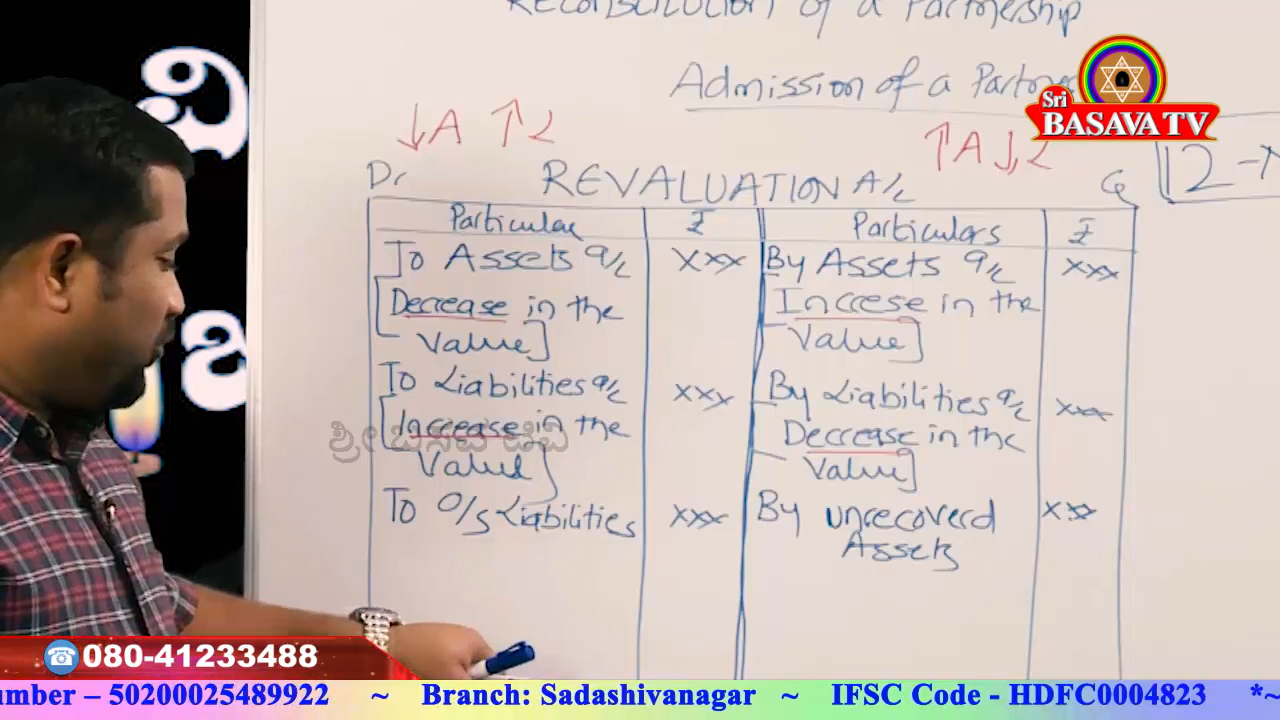 Reconstitution of a Partnership
Admission of a Partner
Sri
BASAVA TV
↓A ↑L
↑A ↓L
12-M
Dr
REVALUATION A/c
Cr
Particular
₹
Particulars
₹
To Assets a/c
xxx
By Assets a/c
xxx
[Decrease in the
Value]
[Increse in the
Value]
To Liabilities a/c
xxx
By Liabilities a/c
xxx
[Increase in the
Value]
[Decrease in the
Value]
To O/s Liabilities
xxx
By unrecoverd
Assets
xxx
ಶ್ರೀ ಬಸವ ಟಿವಿ
080-41233488
umber – 50200025489922 ~ Branch: Sadashivanagar ~ IFSC Code - HDFC0004823 *~